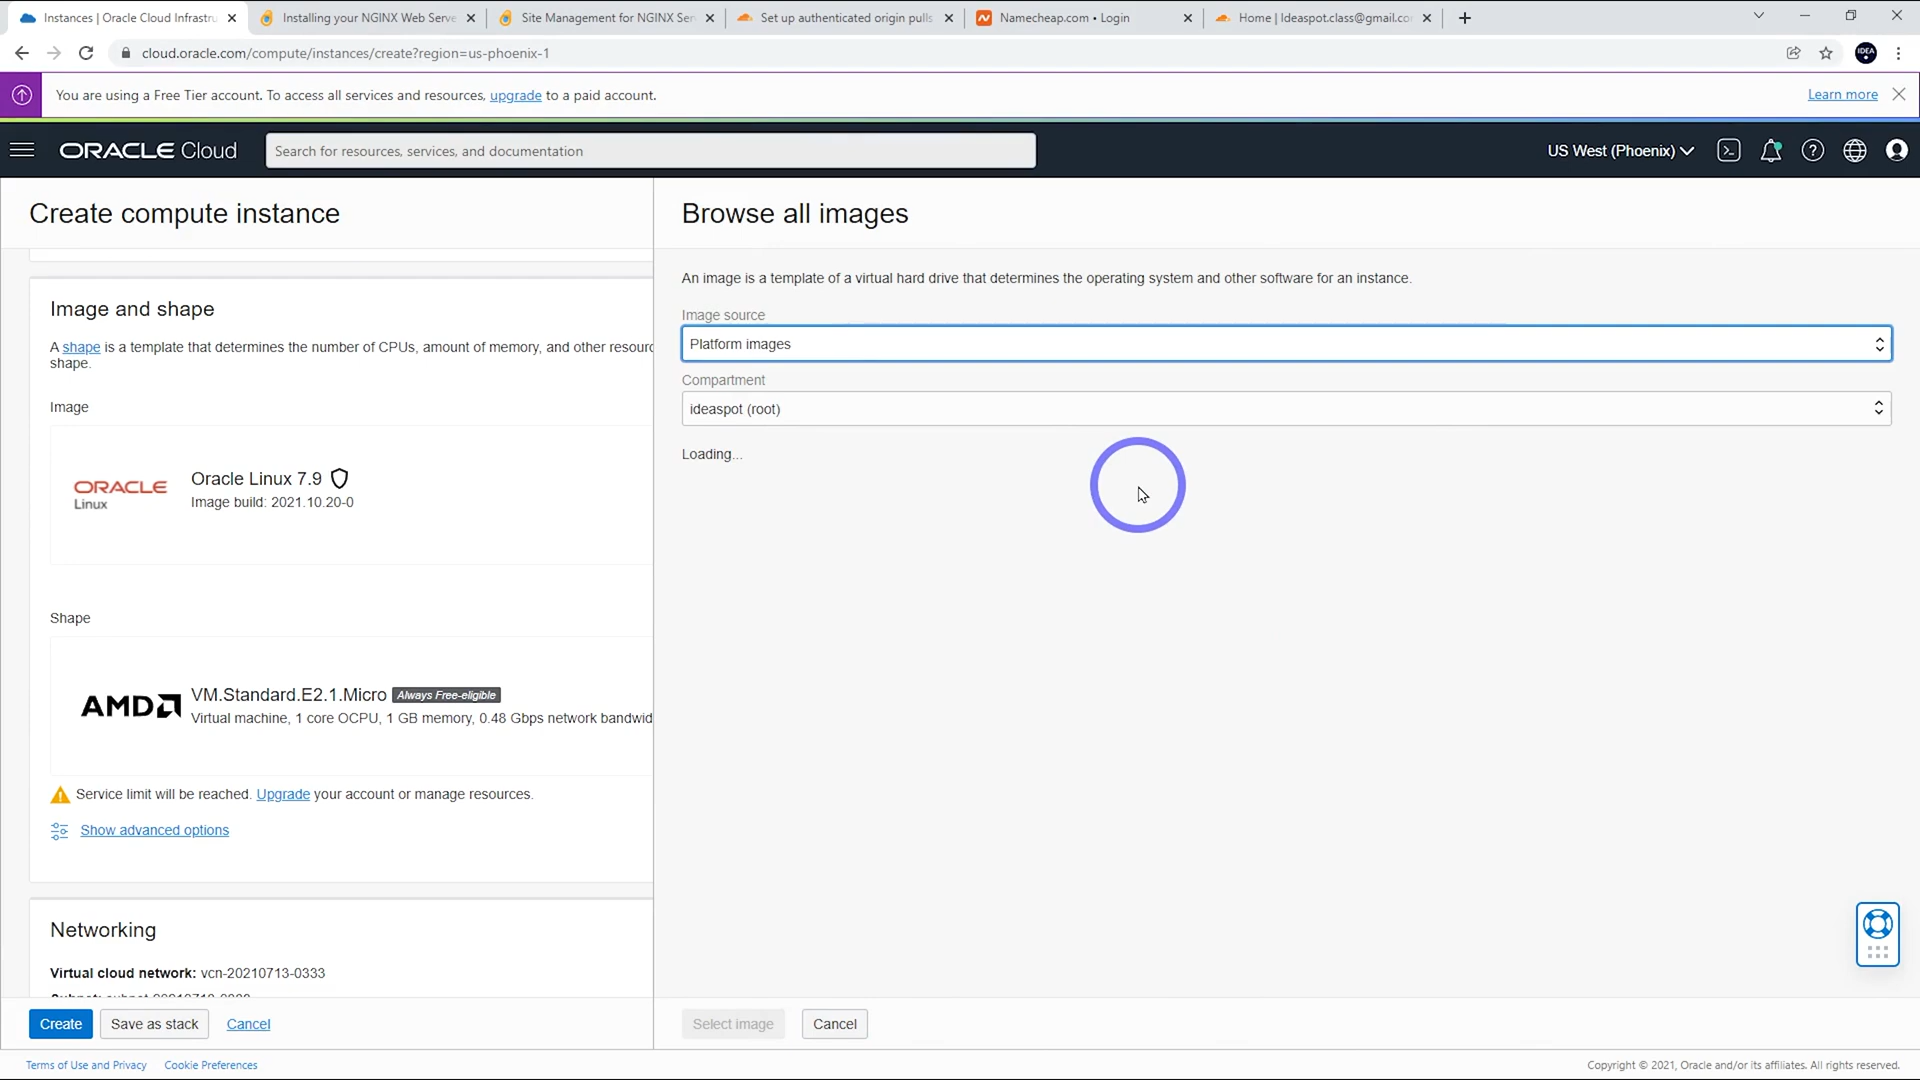 Instances | Oracle Cloud Infrastru
Installing your NGINX Web Serve
Site Management for NGINX Ser
Set up authenticated origin pulls
Namecheap.com • Login
Home | Ideaspot.class@gmail.co
cloud.oracle.com/compute/instances/create?region=us-phoenix-1
IDEA
You are using a Free Tier account. To access all services and resources, upgrade to a paid account.
Learn more
ORACLE Cloud
Search for resources, services, and documentation
US West (Phoenix)
Create compute instance
Image and shape
A shape is a template that determines the number of CPUs, amount of memory, and other resourc
shape.
Image
ORACLE
Linux
Oracle Linux 7.9
Image build: 2021.10.20-0
Shape
AMD
VM.Standard.E2.1.Micro Always Free-eligible
Virtual machine, 1 core OCPU, 1 GB memory, 0.48 Gbps network bandwid
Service limit will be reached. Upgrade your account or manage resources.
Show advanced options
Networking
Virtual cloud network: vcn-20210713-0333
Create
Save as stack
Cancel
Browse all images
An image is a template of a virtual hard drive that determines the operating system and other software for an instance.
Image source
Platform images
Compartment
ideaspot (root)
Loading...
Select image
Cancel
Terms of Use and Privacy
Cookie Preferences
Copyright © 2021, Oracle and/or its affiliates. All rights reserved.